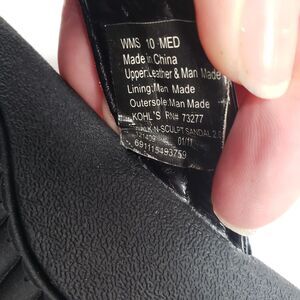 WMS 10 MED
Made in China
Upper:Leather & Man Made
Lining:Man Made
Outersole:Man Made
KOHL'S RN# 73277
WALK-N-SCULPT SANDAL 2.0
01/11
691115493759